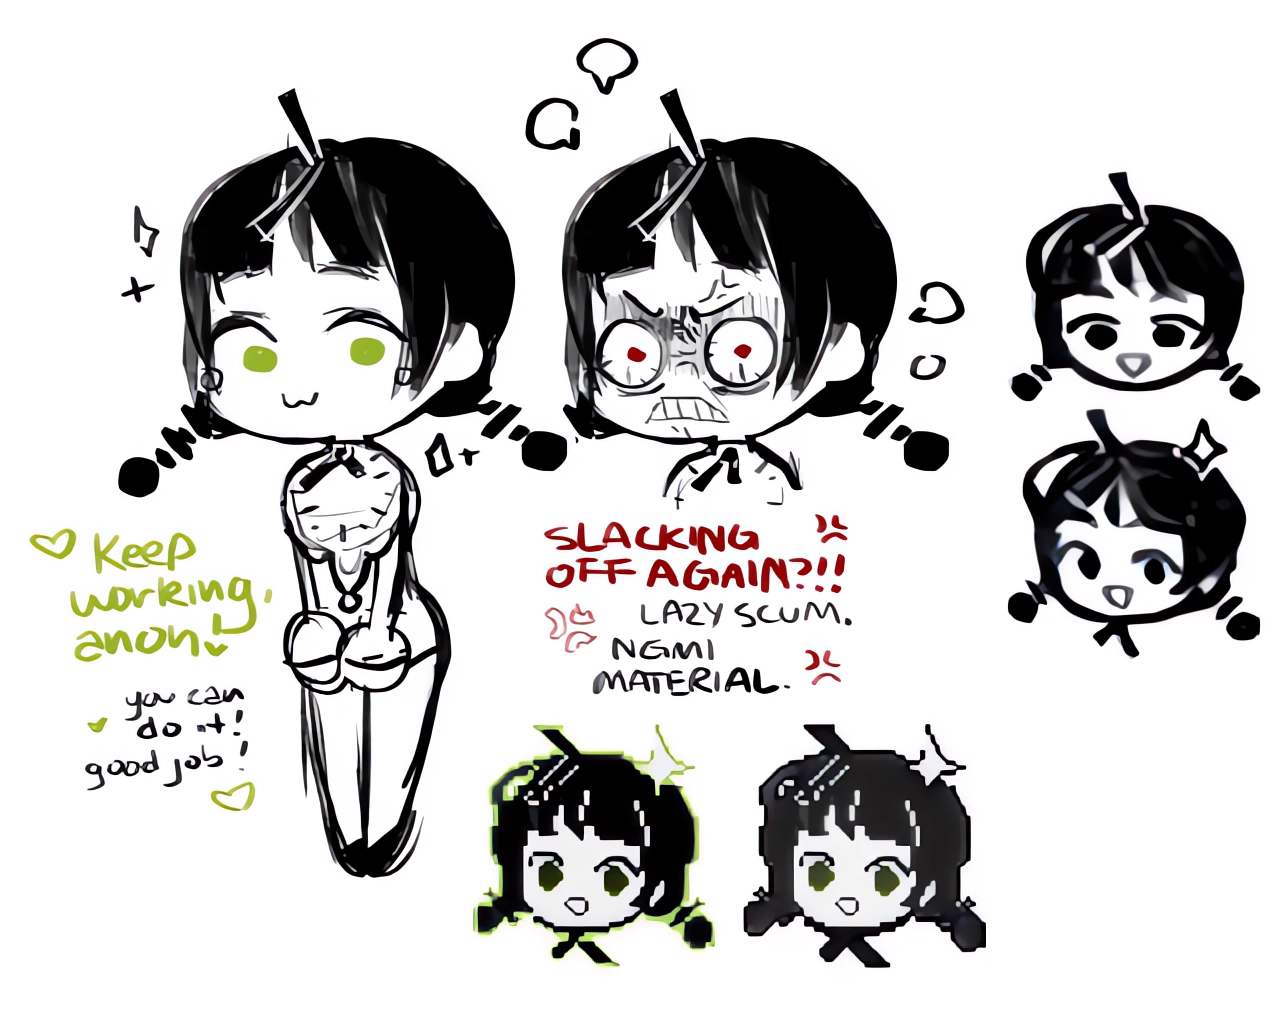 Keep
working,
anon!
you can
do it!
good job!
SLACKING
OFF AGAIN?!!
LAZY SCUM.
NGMI
MATERIAL.